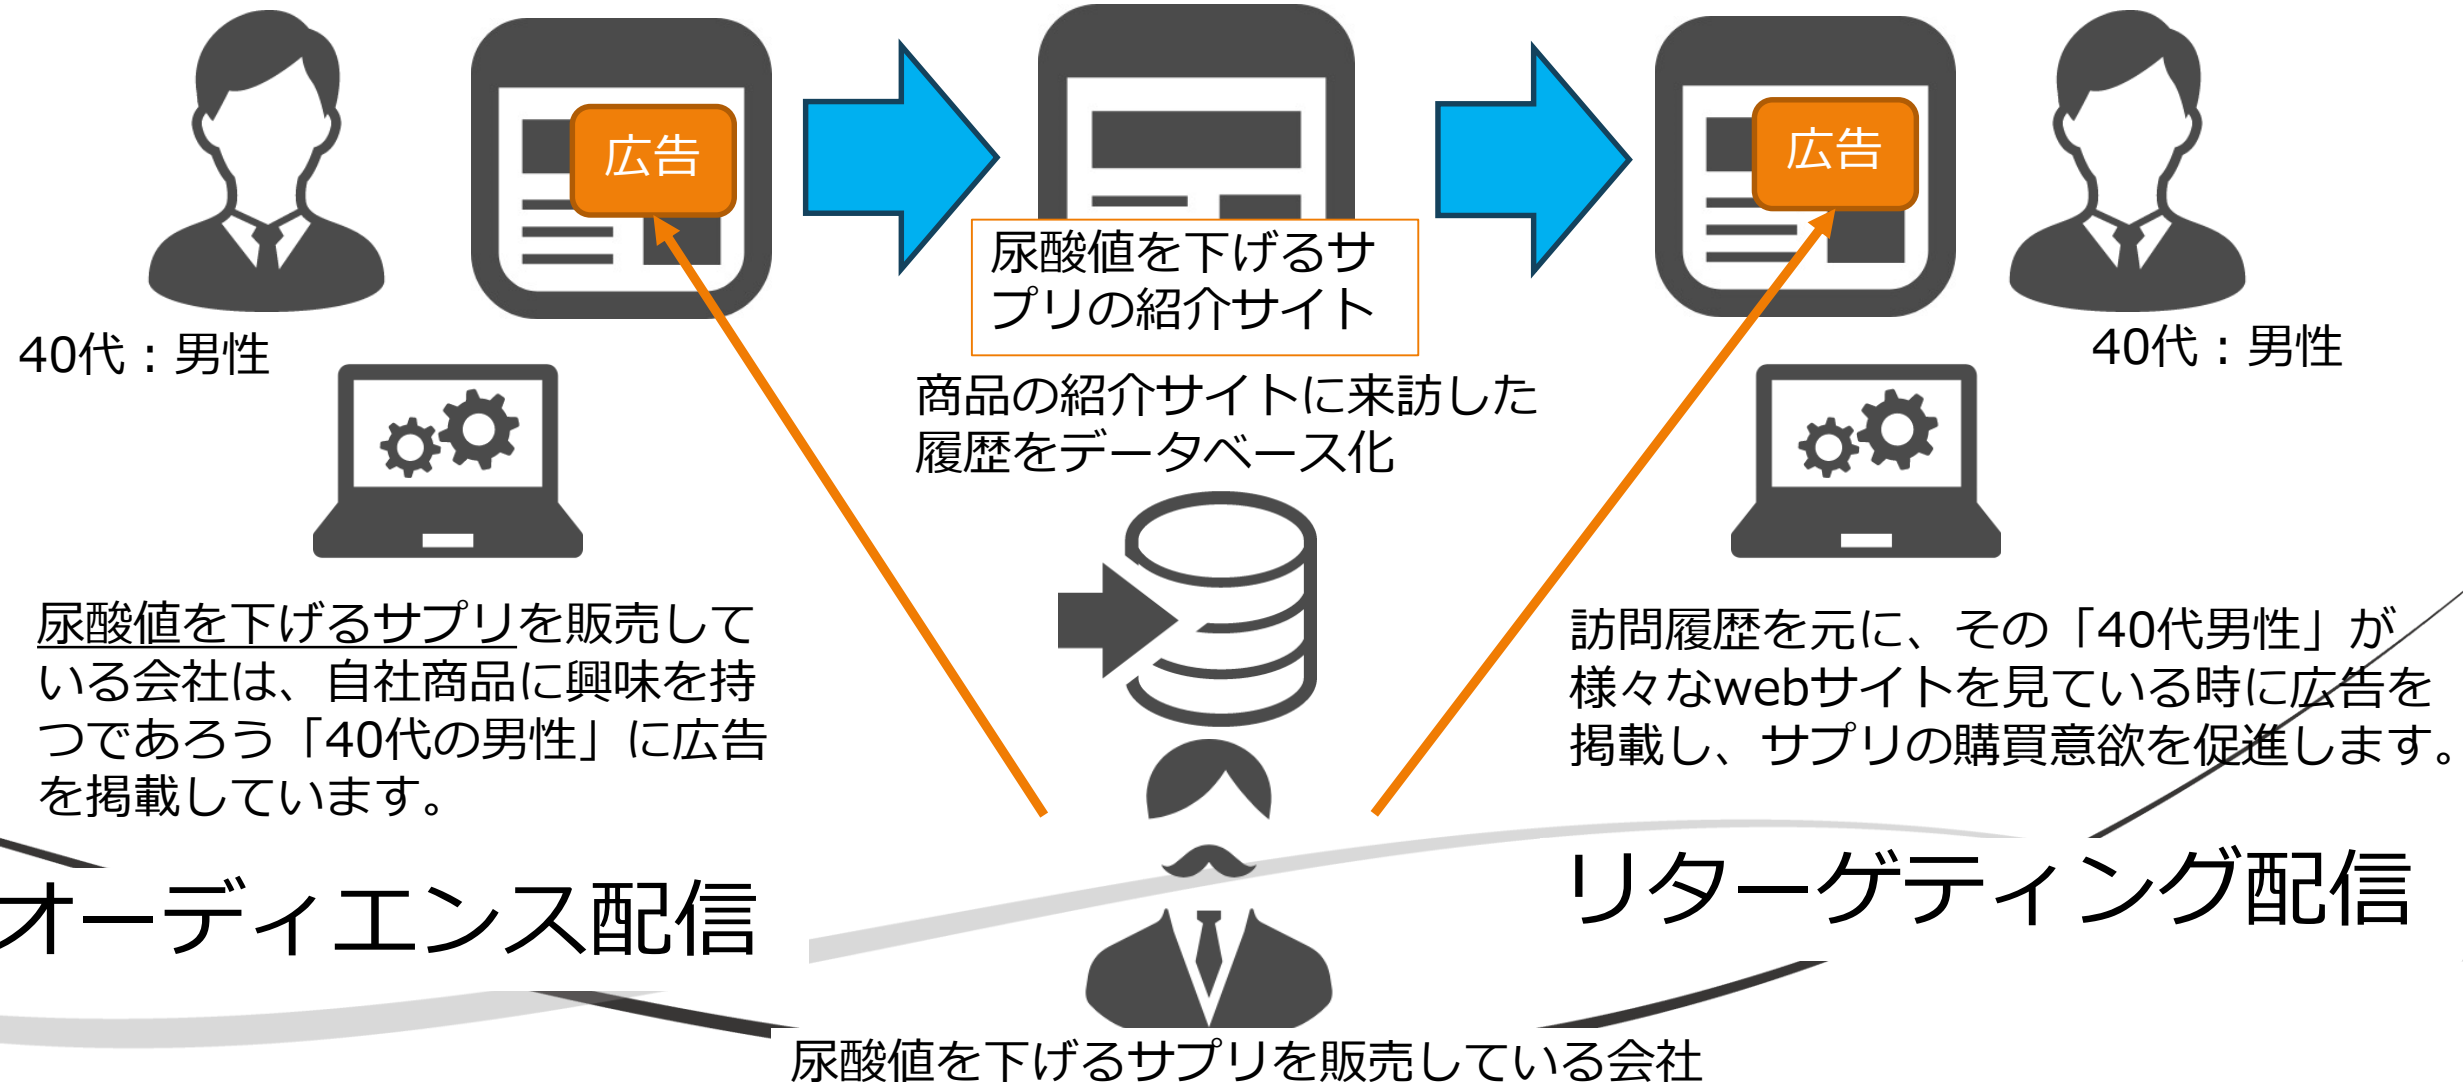 広告
広告
尿酸値を下げるサ
プリの紹介サイト
40代：男性
40代：男性
商品の紹介サイトに来訪した
履歴をデータベース化
尿酸値を下げるサプリを販売して
いる会社は、自社商品に興味を持
つであろう「40代の男性」に広告
を掲載しています。
訪問履歴を元に、その「40代男性」が
様々なwebサイトを見ている時に広告を
掲載し、サプリの購買意欲を促進します。
オーディエンス配信
リターゲティング配信
尿酸値を下げるサプリを販売している会社